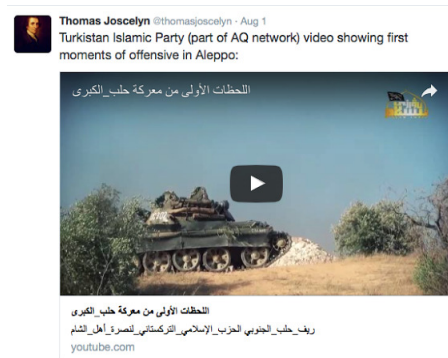 Thomas Joscelyn @thomasjoscelyn · Aug 1
Turkistan Islamic Party (part of AQ network) video showing first
moments of offensive in Aleppo:
اللحظات الأولى من معركة حلب_الكبرى
اللحظات الأولى من معركة حلب_الكبرى
ريف_حلب_الجنوبي الحزب_الإسلامي_التركستاني_لنصرة_أهل_الشام
youtube.com